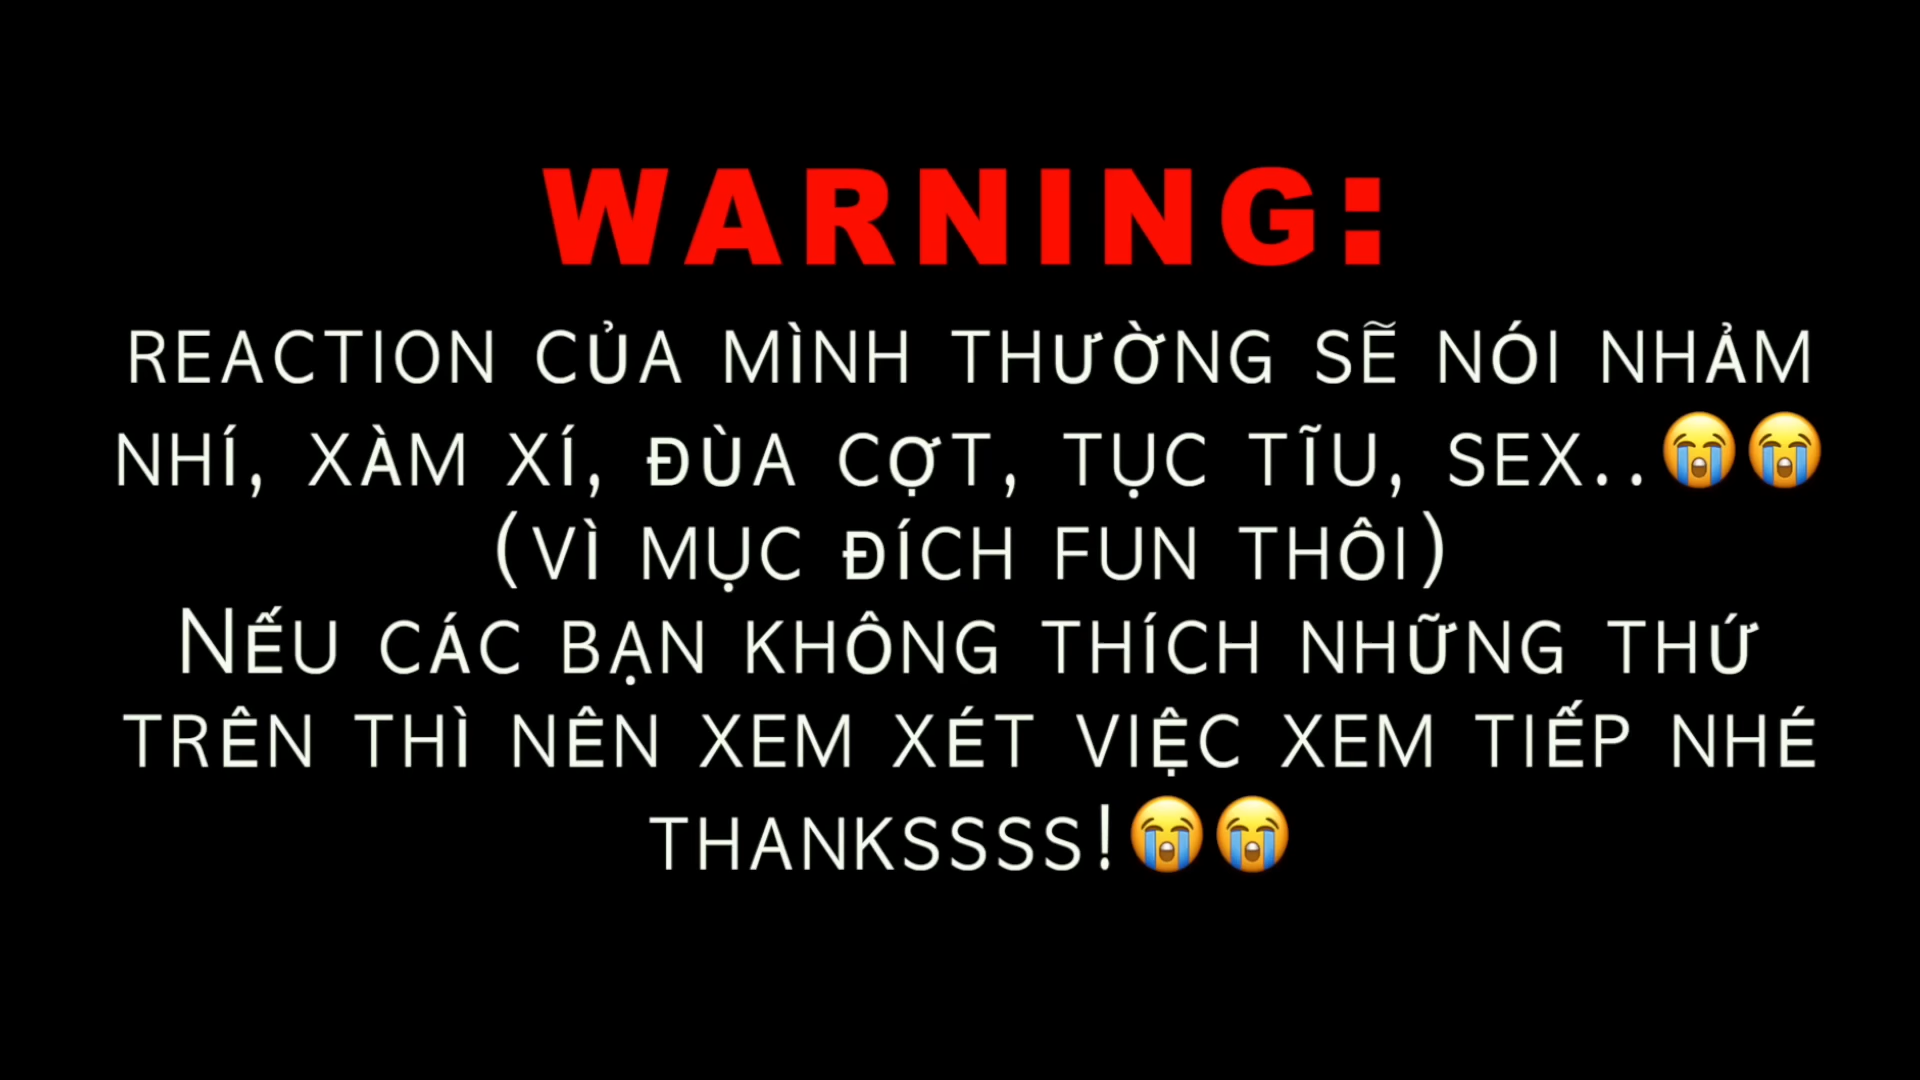 WARNING:
REACTION CỦA MÌNH THƯỜNG SẼ NÓI NHẢM
NHÍ, XÀM XÍ, ĐÙA CỢT, TỤC TĨU, SEX..😭😭
(VÌ MỤC ĐÍCH FUN THÔI)
NẾU CÁC BẠN KHÔNG THÍCH NHỮNG THỨ
TRÊN THÌ NÊN XEM XÉT VIỆC XEM TIẾP NHÉ
THANKSSSS!😭😭